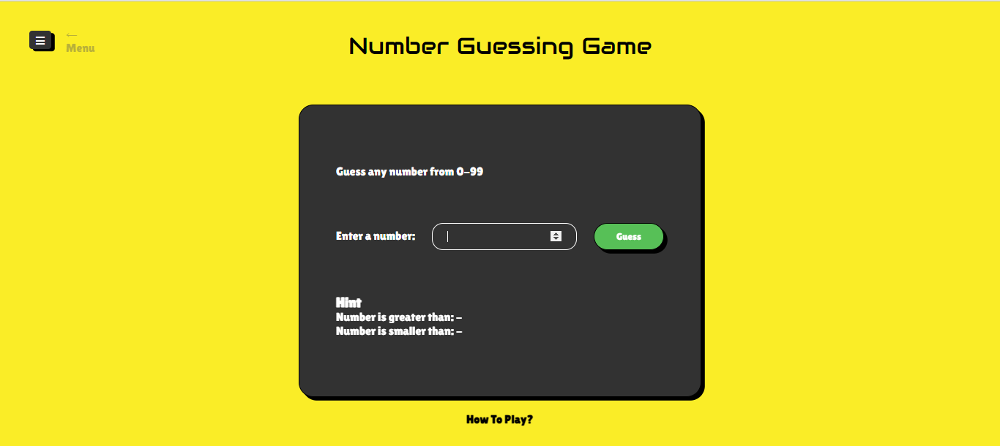 ←
Menu
Number Guessing Game
Guess any number from 0-99
Enter a number:
Guess
Hint
Number is greater than: -
Number is smaller than: -
How To Play?